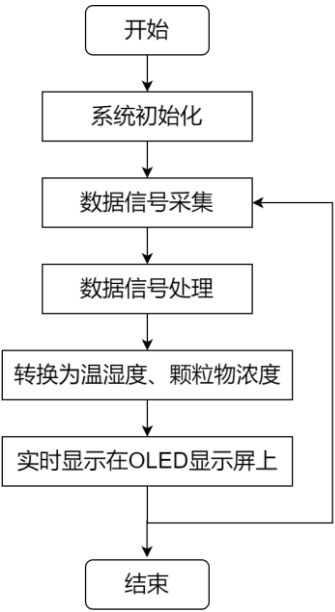 开始
系统初始化
数据信号采集
数据信号处理
转换为温湿度、颗粒物浓度
实时显示在OLED显示屏上
结束